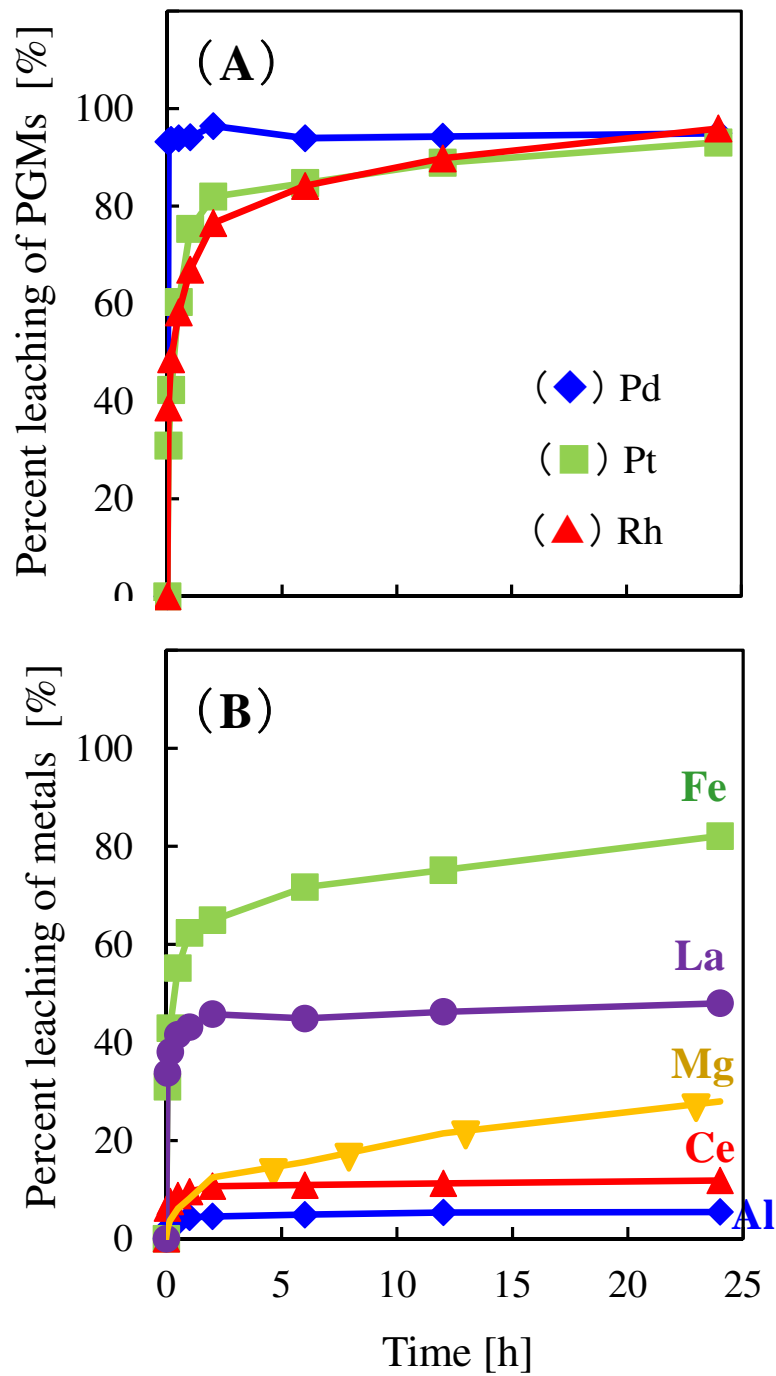 （A）
Percent leaching of PGMs [%]
100
80
60
40
20
0
（ ）Pd
（ ）Pt
（ ）Rh
（B）
Percent leaching of metals [%]
100
80
60
40
20
0
Fe
La
Mg
Ce
Al
0 5 10 15 20 25
Time [h]